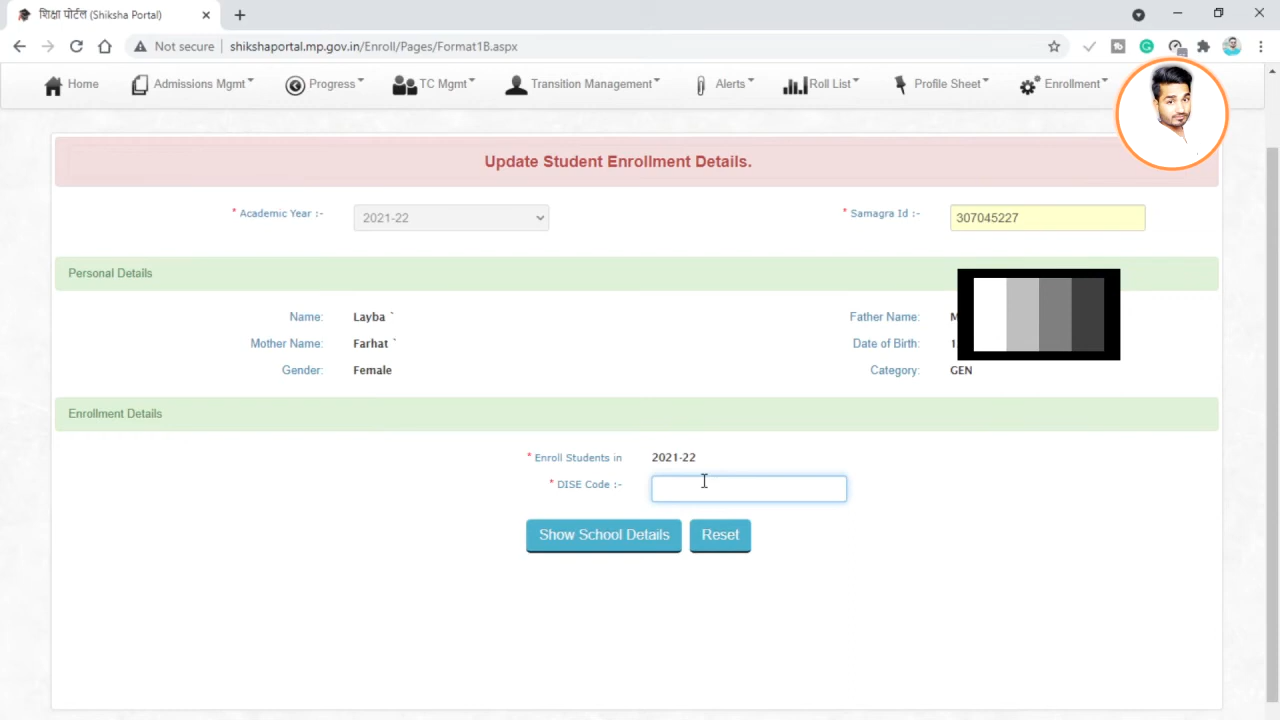 शिक्षा पोर्टल (Shiksha Portal)
Not secure shikshaportal.mp.gov.in/Enroll/Pages/Format1B.aspx
Home Admissions Mgmt Progress TC Mgmt Transition Management Alerts Roll List Profile Sheet Enrollment
Update Student Enrollment Details.
* Academic Year :- 2021-22 * Samagra Id :- 307045227
Personal Details
Name: Layba ` Father Name:
Mother Name: Farhat ` Date of Birth: 1
Gender: Female Category: GEN
Enrollment Details
* Enroll Students in 2021-22
* DISE Code :-
Show School Details Reset